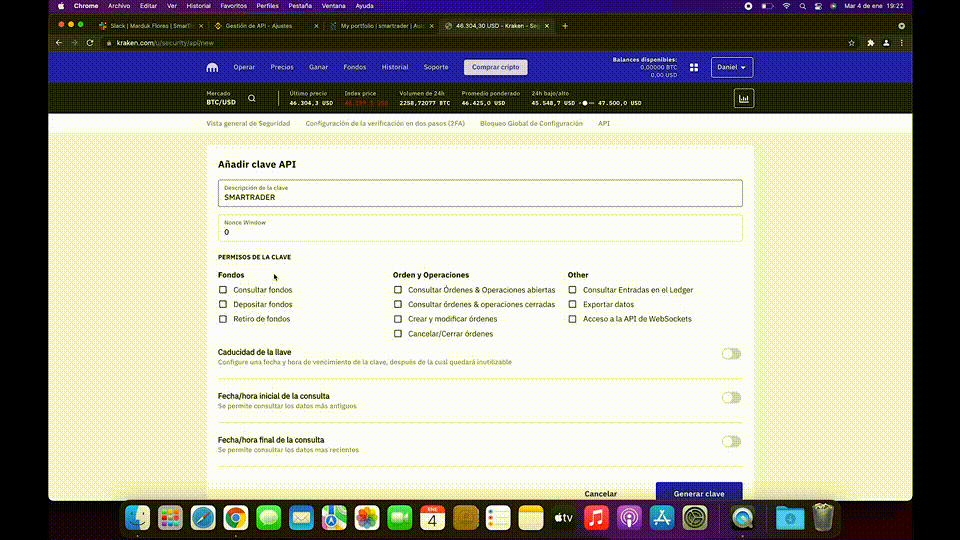 Chrome Archivo Editar Ver Historial Favoritos Perfiles Pestaña Ventana Ayuda Mar 4 de ene 19:22
Slack | Marduk Flores | SmarT Gestión de API - Ajustes My portfolio | smartrader | Au 46.304,30 USD - Kraken - Seg
kraken.com/u/security/api/new
Operar Precios Ganar Fondos Historial Soporte Comprar cripto Balances disponibles: Daniel
0,00000 BTC
0,00 USD
Mercado Último precio Index price Volumen de 24h Promedio ponderado 24h bajo/alto
BTC/USD 46.304,3 USD 2258,72077 BTC 46.425,0 USD 45.548,7 USD 47.500,0 USD
Vista general de Seguridad Configuración de la verificación en dos pasos (2FA) Bloqueo Global de Configuración API
Añadir clave API
Descripción de la clave
SMARTRADER
Nonce Window
0
PERMISOS DE LA CLAVE
Fondos Orden y Operaciones Other
Consultar fondos Consultar Órdenes & Operaciones abiertas Consultar Entradas en el Ledger
Depositar fondos Consultar órdenes & operaciones cerradas Exportar datos
Retiro de fondos Crear y modificar órdenes Acceso a la API de WebSockets
Cancelar/Cerrar órdenes
Caducidad de la llave
Configure una fecha y hora de vencimiento de la clave, después de la cual quedará inutilizable
Fecha/hora inicial de la consulta
Se permite consultar los datos más antiguos
Fecha/hora final de la consulta
Se permite consultar los datos mas recientes
Cancelar Generar clave
ENE
4
tv